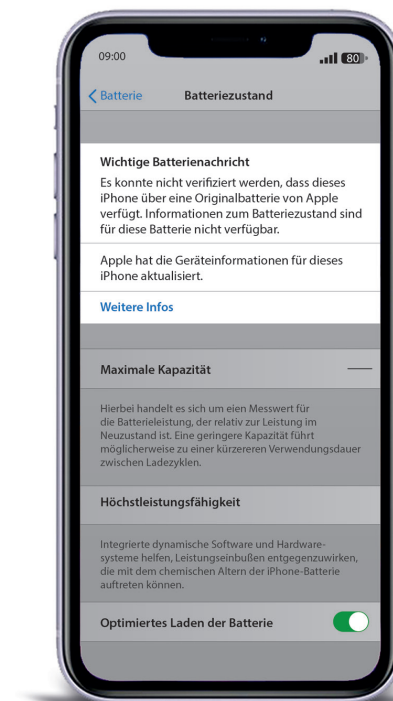 09:00
80
Batterie Batteriezustand
Wichtige Batterienachricht
Es konnte nicht verifiziert werden, dass dieses
iPhone über eine Originalbatterie von Apple
verfügt. Informationen zum Batteriezustand sind
für diese Batterie nicht verfügbar.
Apple hat die Geräteinformationen für dieses
iPhone aktualisiert.
Weitere Infos
Maximale Kapazität —
Hierbei handelt es sich um eien Messwert für
die Batterieleistung, der relativ zur Leistung im
Neuzustand ist. Eine geringere Kapazität führt
möglicherweise zu einer kürzereren Verwendungsdauer
zwischen Ladezyklen.
Höchstleistungsfähigkeit
Integrierte dynamische Software und Hardware-
systeme helfen, Leistungseinbußen entgegenzuwirken,
die mit dem chemischen Altern der iPhone-Batterie
auftreten können.
Optimiertes Laden der Batterie